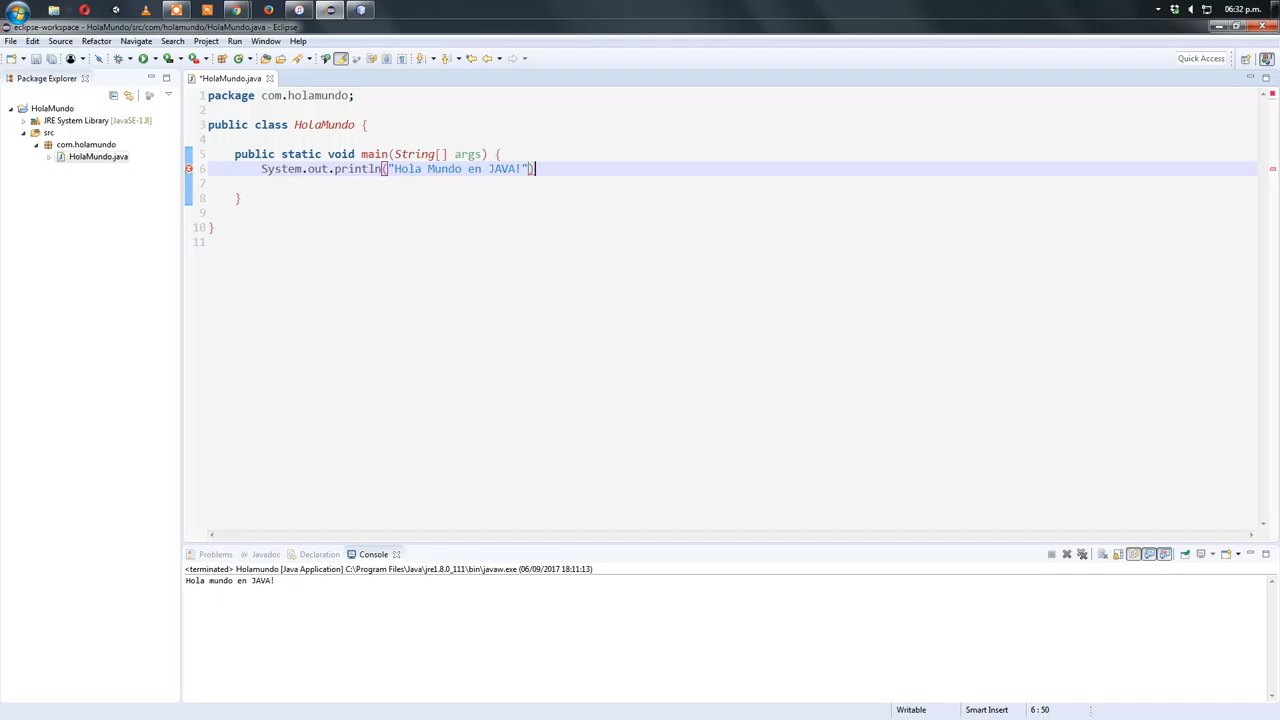 06:32 p.m.
eclipse-workspace - HolaMundo/src/com/holamundo/HolaMundo.java - Eclipse
File Edit Source Refactor Navigate Search Project Run Window Help
Quick Access
Package Explorer
*HolaMundo.java
HolaMundo
JRE System Library [JavaSE-1.8]
src
com.holamundo
HolaMundo.java
1 package com.holamundo;
2
3 public class HolaMundo {
4
5 public static void main(String[] args) {
6 System.out.println("Hola Mundo en JAVA!")
7
8 }
9
10 }
11
Problems @ Javadoc Declaration Console
<terminated> Holamundo [Java Application] C:\Program Files\Java\jre1.8.0_111\bin\javaw.exe (06/09/2017 18:11:13)
Hola mundo en JAVA!
Writable Smart Insert 6 : 50